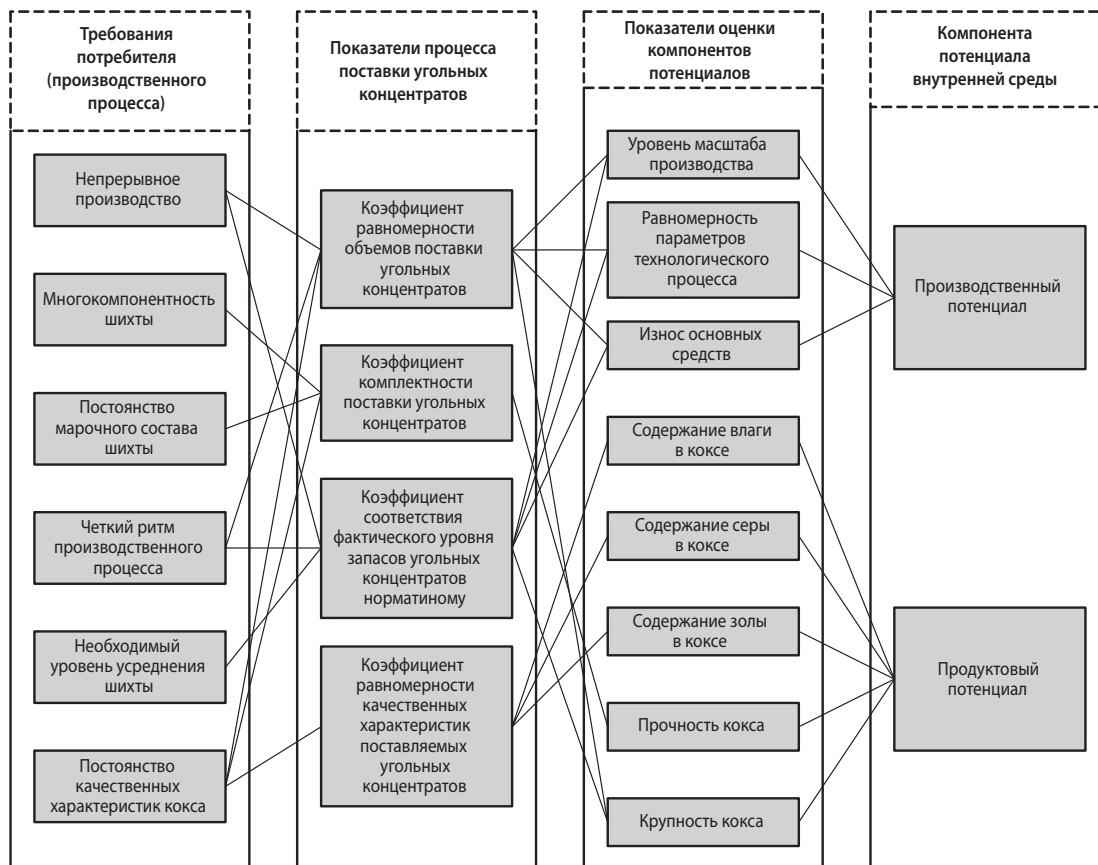 Требования
потребителя
(производственного
процесса)
Непрерывное
производство
Многокомпонентность
шихты
Постоянство
марочного состава
шихты
Четкий ритм
производственного
процесса
Необходимый
уровень усреднения
шихты
Постоянство
качественных
характеристик кокса
Показатели процесса
поставки угольных
концентратов
Коэффициент
равномерности
объемов поставки
угольных
концентратов
Коэффициент
комплектности
поставки угольных
концентратов
Коэффициент
соответствия
фактического уровня
запасов угольных
концентратов
норматиному
Коэффициент
равномерности
качественных
характеристик
поставляемых
угольных
концентратов
Показатели оценки
компонентов
потенциалов
Уровень масштаба
производства
Равномерность
параметров
технологического
процесса
Износ основных
средств
Содержание влаги
в коксе
Содержание серы
в коксе
Содержание золы
в коксе
Прочность кокса
Крупность кокса
Компонента
потенциала
внутренней среды
Производственный
потенциал
Продуктовый
потенциал